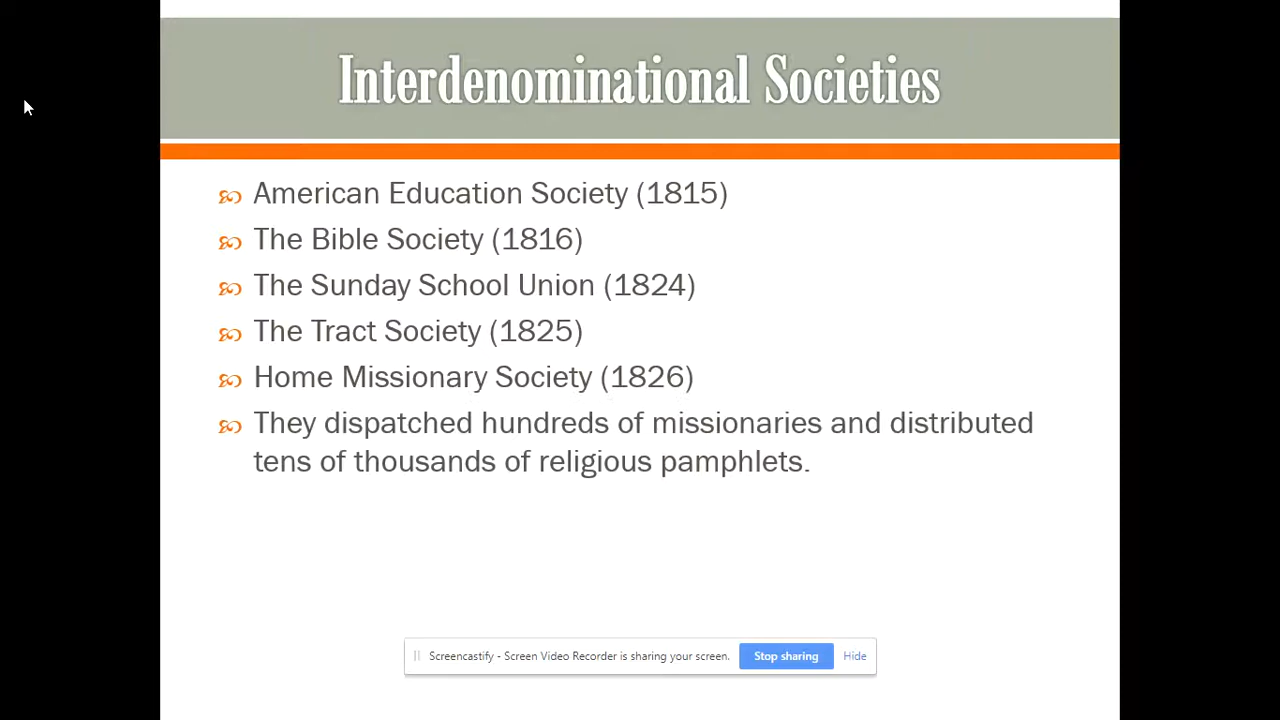 Interdenominational Societies
American Education Society (1815)
The Bible Society (1816)
The Sunday School Union (1824)
The Tract Society (1825)
Home Missionary Society (1826)
They dispatched hundreds of missionaries and distributed
tens of thousands of religious pamphlets.
Screencastify - Screen Video Recorder is sharing your screen. Stop sharing Hide